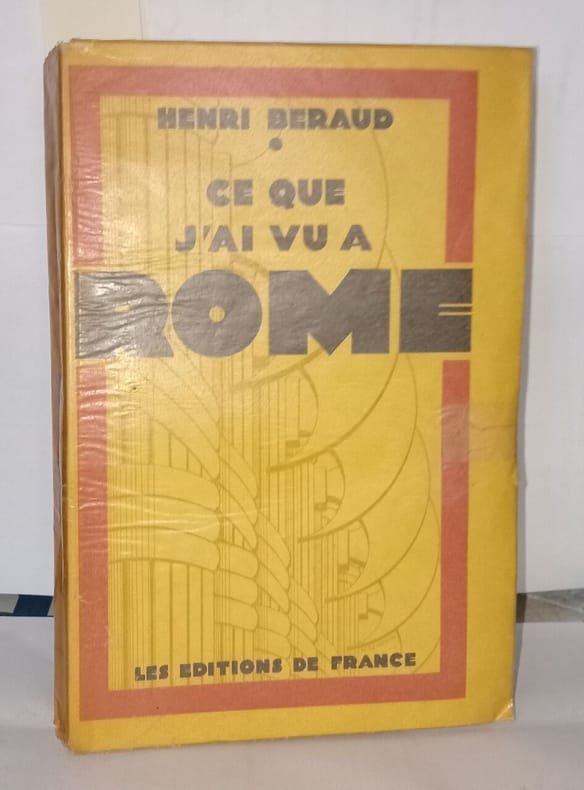 HENRI BERAUD
CE QUE
J'AI VU A
ROME
LES EDITIONS DE FRANCE